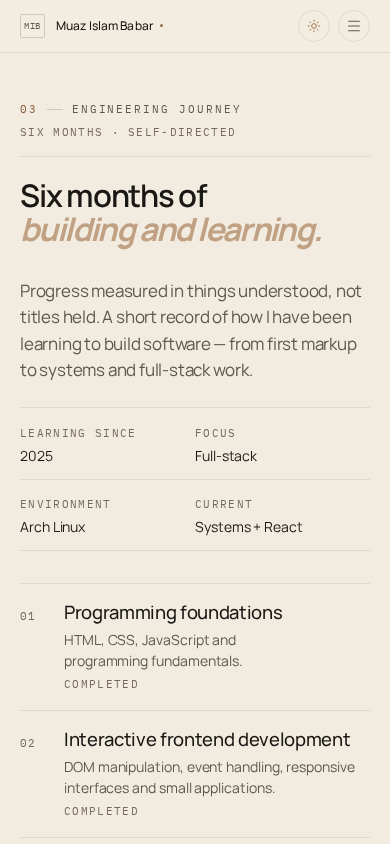 MIB Muaz Islam Babar •
03 — ENGINEERING JOURNEY
SIX MONTHS · SELF-DIRECTED
Six months of
building and learning.
Progress measured in things understood, not
titles held. A short record of how I have been
learning to build software — from first markup
to systems and full-stack work.
LEARNING SINCE
2025
FOCUS
Full-stack
ENVIRONMENT
Arch Linux
CURRENT
Systems + React
01
Programming foundations
HTML, CSS, JavaScript and
programming fundamentals.
COMPLETED
02
Interactive frontend development
DOM manipulation, event handling, responsive
interfaces and small applications.
COMPLETED